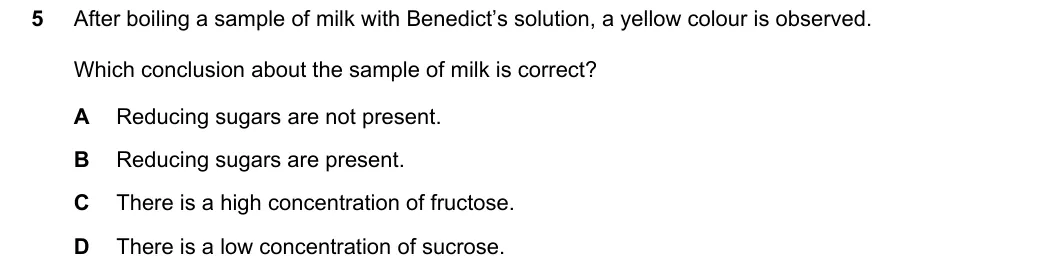 5 After boiling a sample of milk with Benedict's solution, a yellow colour is observed.
Which conclusion about the sample of milk is correct?
A Reducing sugars are not present.
B Reducing sugars are present.
C There is a high concentration of fructose.
D There is a low concentration of sucrose.